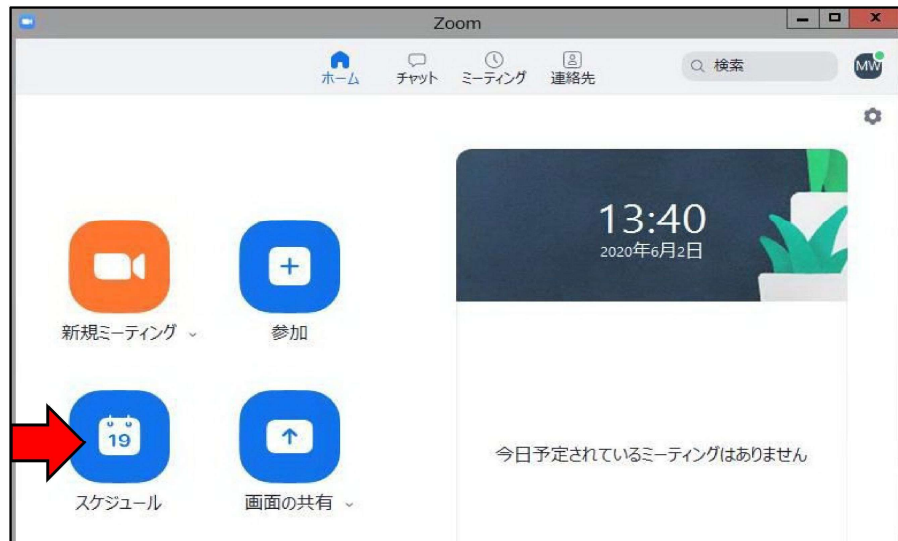 Zoom
ホーム
チャット
ミーティング
連絡先
検索
MW
13:40
2020年6月2日
新規ミーティング
参加
19
スケジュール
画面の共有
今日予定されているミーティングはありません